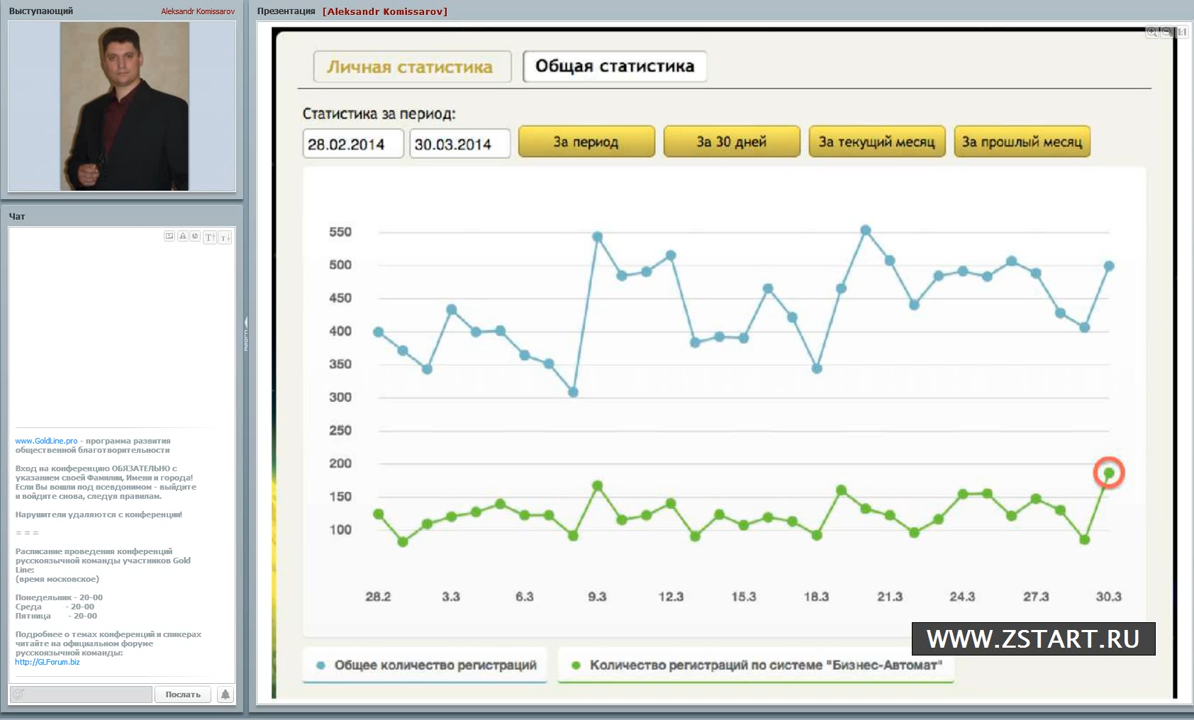 Выступающий
Aleksandr Komissarov
Чат
www.GoldLine.pro - программа развития
общественной благотворительности
Вход на конференцию ОБЯЗАТЕЛЬНО с
указанием своей Фамилии, Имени и города!
Если Вы вошли под псевдонимом - выйдите
и войдите снова, следуя правилам.
Нарушители удаляются с конференции!
= = =
Расписание проведения конференций
русскоязычной команды участников Gold
Line:
(время московское)
Понедельник - 20-00
Среда - 20-00
Пятница - 20-00
Подробнее о темах конференций и спикерах
читайте на официальном форуме
русскоязычной команды:
http://GLForum.biz
Послать
Презентация [Aleksandr Komissarov]
Личная статистика
Общая статистика
Статистика за период:
28.02.2014
30.03.2014
За период
За 30 дней
За текущий месяц
За прошлый месяц
550
500
450
400
350
300
250
200
150
100
28.2 3.3 6.3 9.3 12.3 15.3 18.3 21.3 24.3 27.3 30.3
WWW.ZSTART.RU
Общее количество регистраций
Количество регистраций по системе "Бизнес-Автомат"